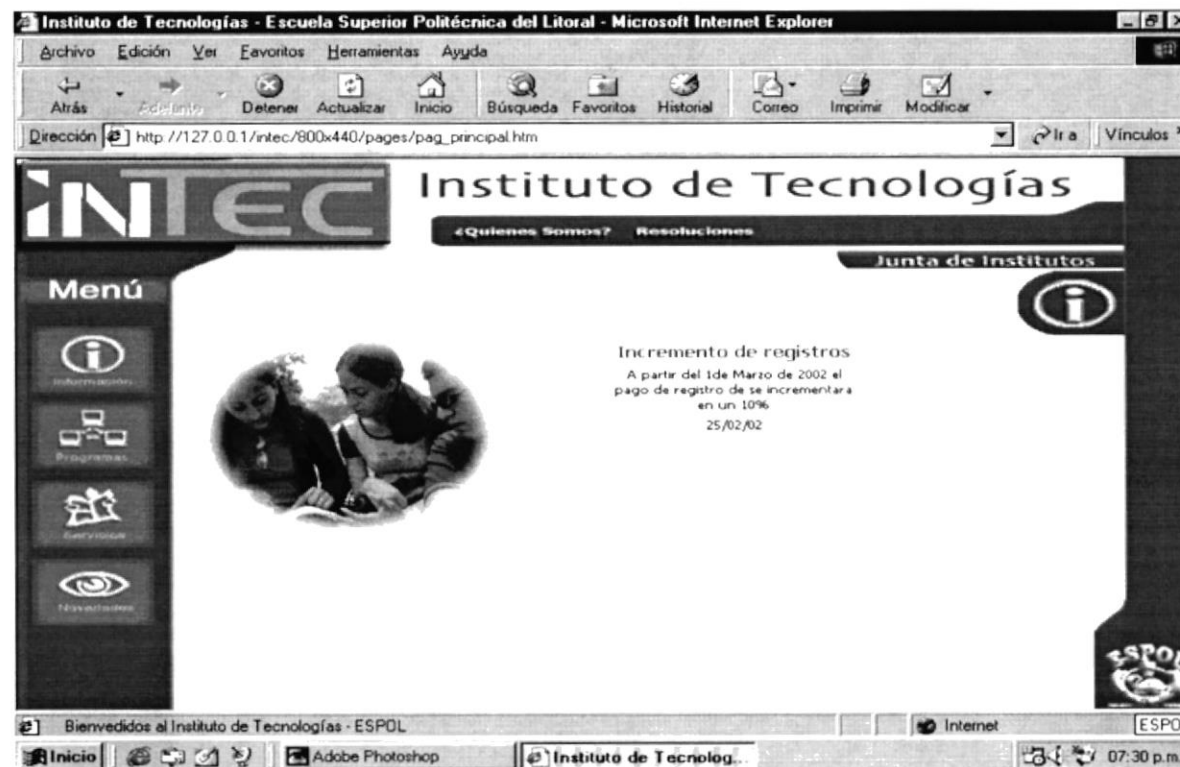 Instituto de Tecnologías - Escuela Superior Politécnica del Litoral - Microsoft Internet Explorer
Archivo Edición Ver Favoritos Herramientas Ayuda
Atrás Adelante Detener Actualizar Inicio Búsqueda Favoritos Historial Correo Imprimir Modificar
Dirección http://127.0.0.1/intec/800x440/pages/pag_principal.htm Ir a Vínculos »
INTEC
Instituto de Tecnologías
¿Quienes Somos? Resoluciones
Junta de Institutos
Menú
Información
Programas
Servicios
Novedades
Incremento de registros
A partir del 1de Marzo de 2002 el
pago de registro de se incrementara
en un 10%
25/02/02
ESPOL
Bienvedidos al Instituto de Tecnologías - ESPOL Internet ESPO
Inicio Adobe Photoshop Instituto de Tecnolog... 07:30 p.m.